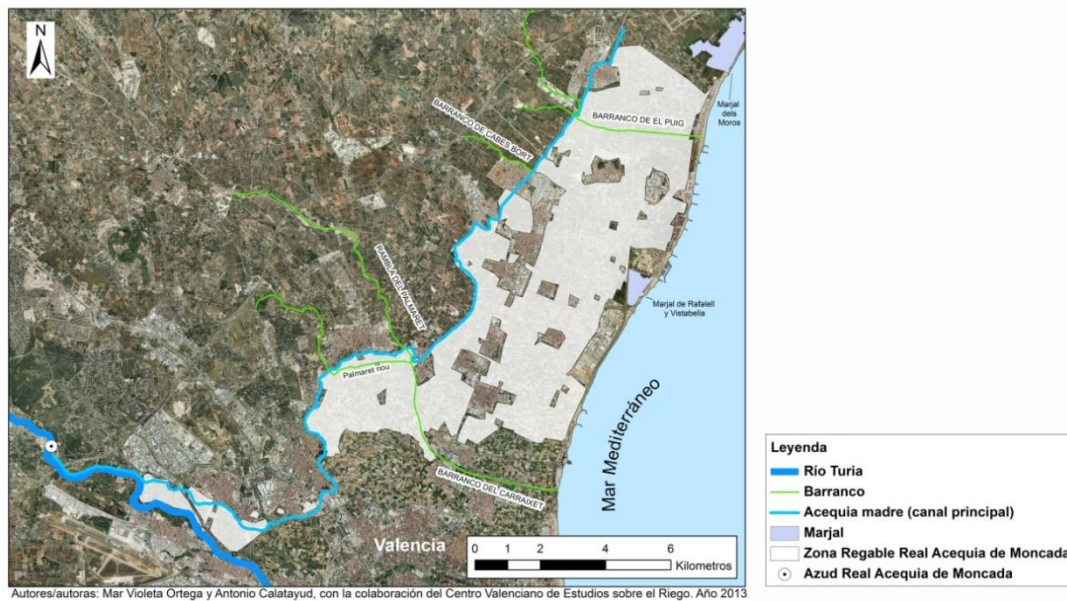 N
Marjal
dels
Moros
BARRANCO DE EL PUIG
BARRANCO DE CABES BORT
RAMBLA DEL PALMARET
Marjal de Rafalell
y Vistabella
Palmaret nou
Mar Mediterráneo
BARRANCO DEL CARRAIXET
Valencia
0 1 2 4 6
Kilometros
Leyenda
Río Turia
Barranco
Acequia madre (canal principal)
Marjal
Zona Regable Real Acequia de Moncada
Azud Real Acequia de Moncada
Autores/autoras: Mar Violeta Ortega y Antonio Calatayud, con la colaboración del Centro Valenciano de Estudios sobre el Riego. Año 2013